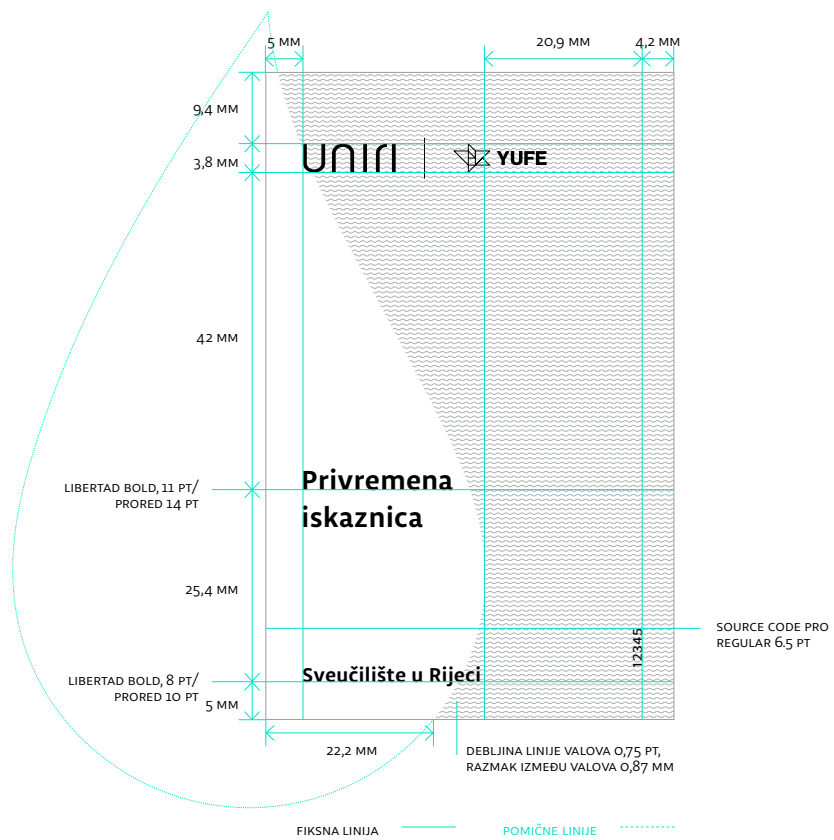 5 MM
20,9 MM
4,2 MM
9,4 MM
3,8 MM
UNIRI
YUFE
42 MM
Privremena
iskaznica
LIBERTAD BOLD, 11 PT/
PRORED 14 PT
25,4 MM
SOURCE CODE PRO
REGULAR 6.5 PT
12345
Sveučilište u Rijeci
LIBERTAD BOLD, 8 PT/
PRORED 10 PT
5 MM
22,2 MM
DEBLJINA LINIJE VALOVA 0,75 PT,
RAZMAK IZMEĐU VALOVA 0,87 MM
FIKSNA LINIJA
POMIČNE LINIJE